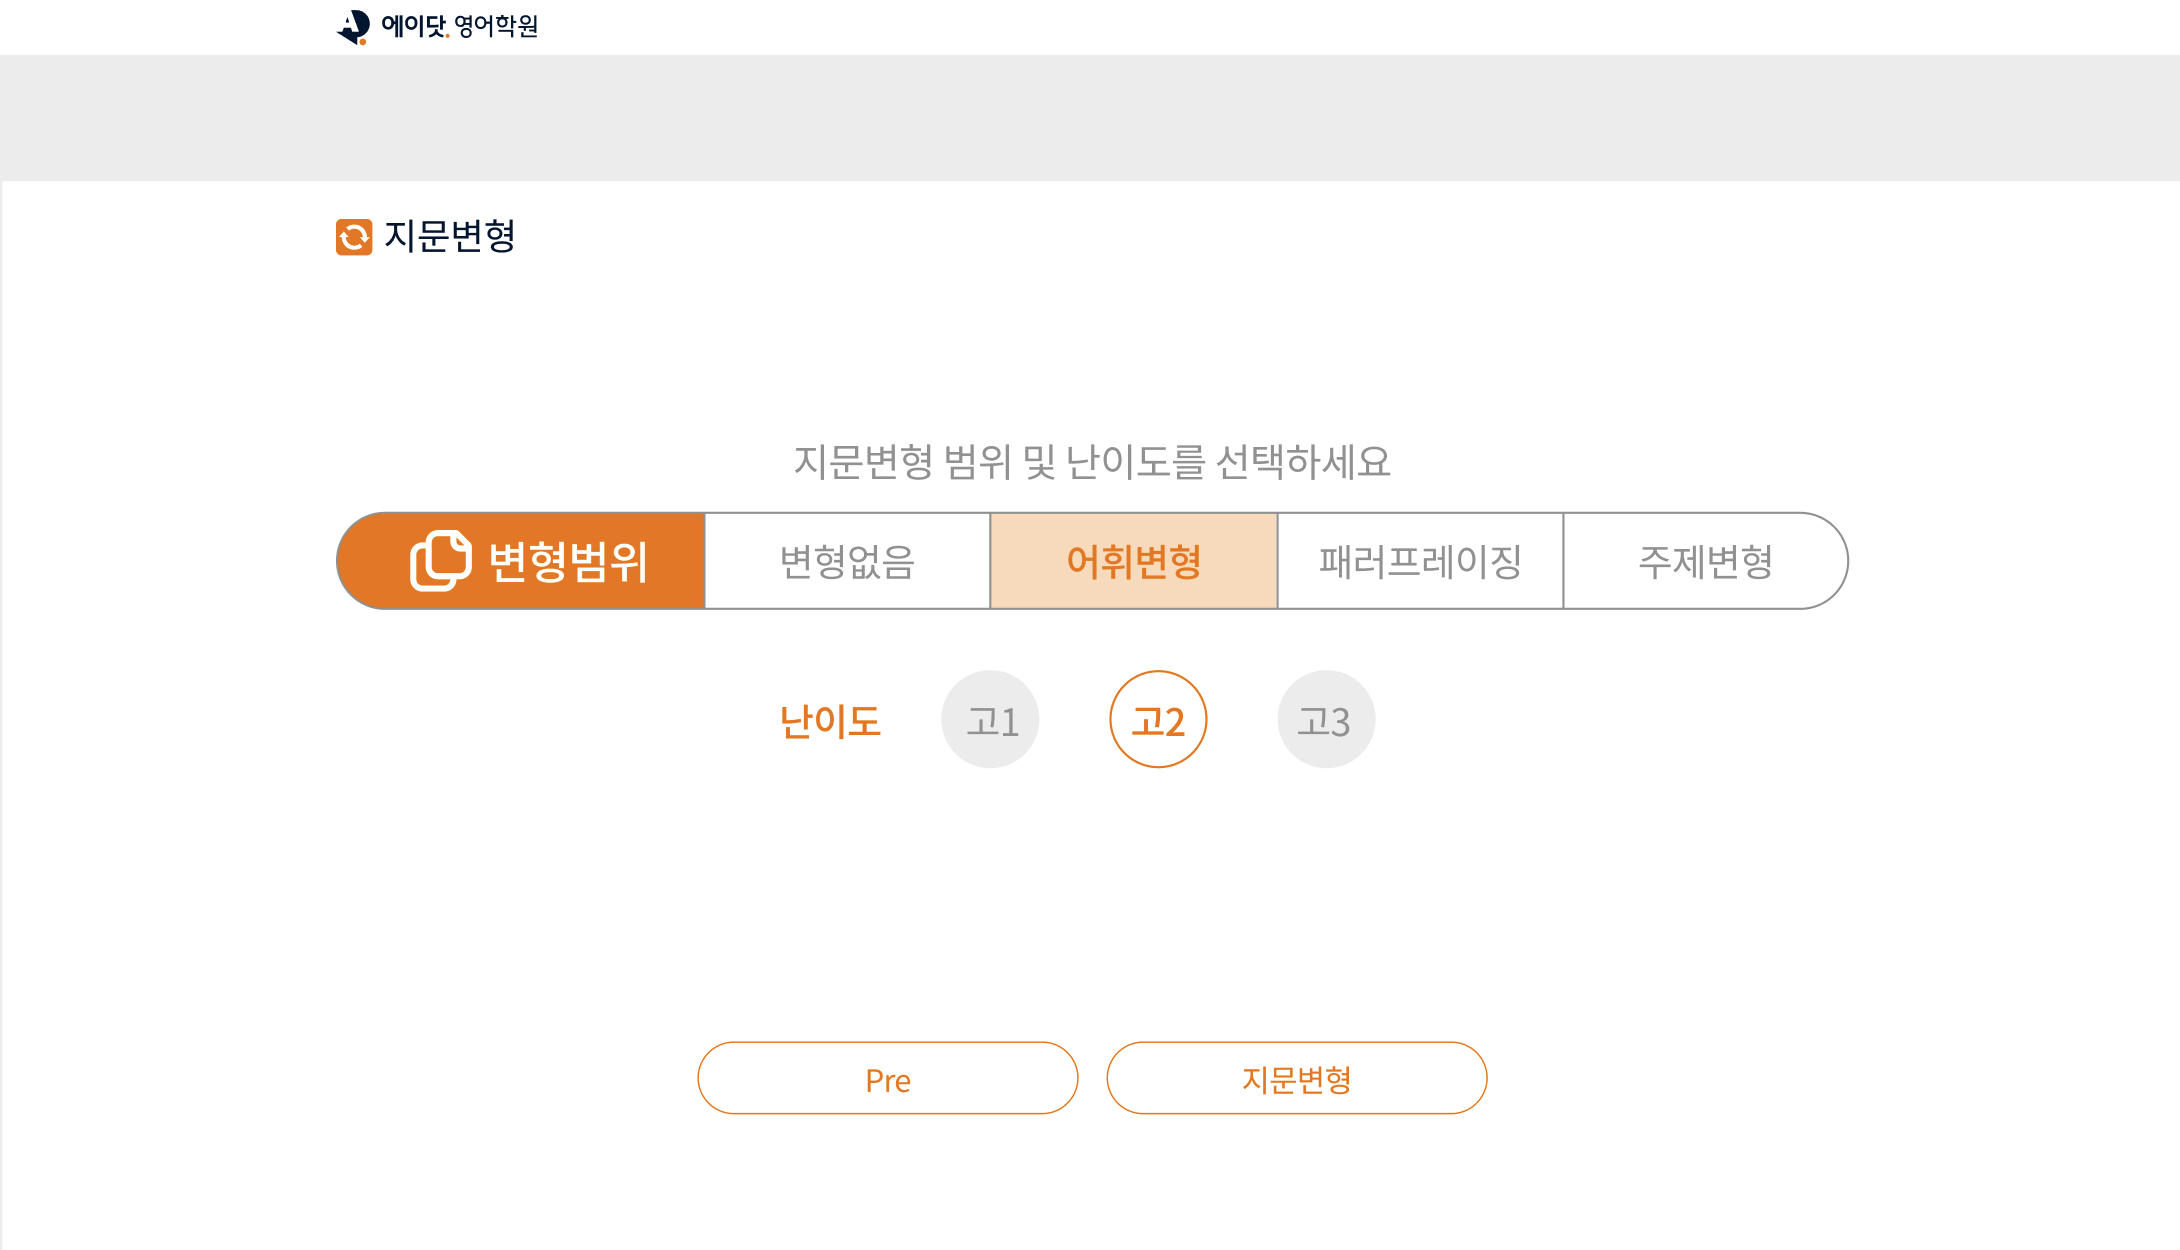 에이닷. 영어학원
지문변형
지문변형 범위 및 난이도를 선택하세요
변형범위 변형없음 어휘변형 패러프레이징 주제변형
난이도 고1 고2 고3
Pre 지문변형